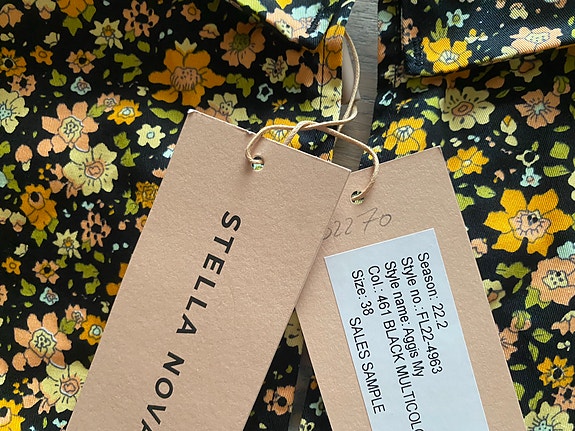 STELLA NOVA
2270
Season: 22.2
Style no.: FL22-4963
Style name: Aggis My
Col.: 461 BLACK MULTICOLO
Size: 38
SALES SAMPLE